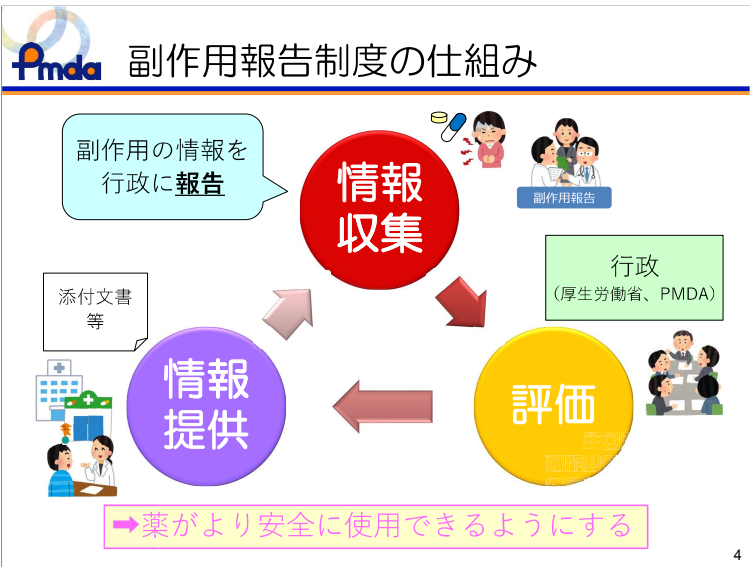 Pmda
副作用報告制度の仕組み
副作用の情報を
行政に報告
情報
収集
副作用報告
行政
（厚生労働省、PMDA）
添付文書
等
情報
提供
評価
➡薬がより安全に使用できるようにする
4